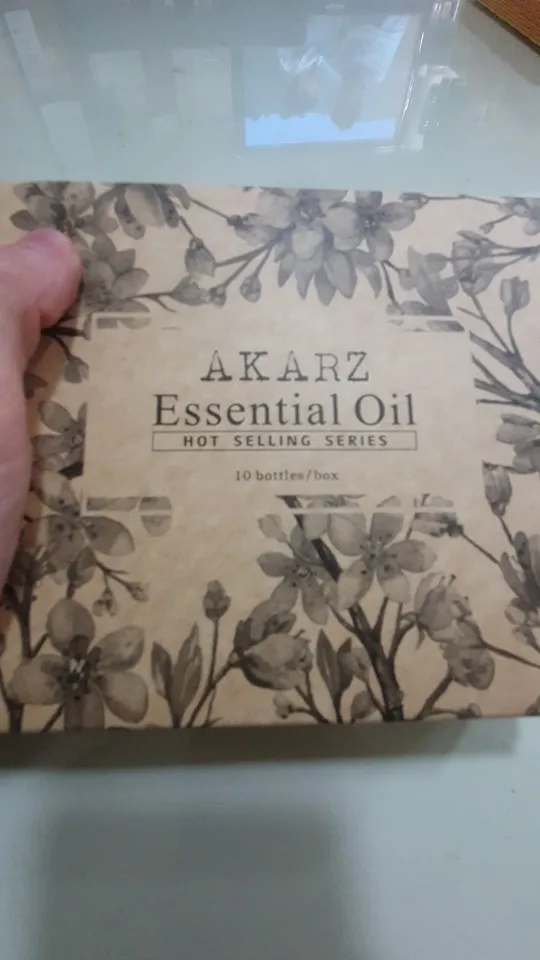 AKARZ
Essential Oil
HOT SELLING SERIES
10 bottles/box